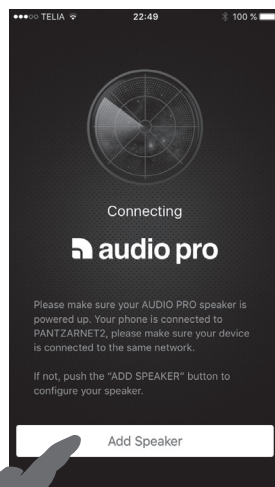 TELIA 22:49 100 %
Connecting
audio pro
Please make sure your AUDIO PRO speaker is
powered up. Your phone is connected to
PANTZARNET2, please make sure your device
is connected to the same network.
If not, push the “ADD SPEAKER” button to
configure your speaker.
Add Speaker